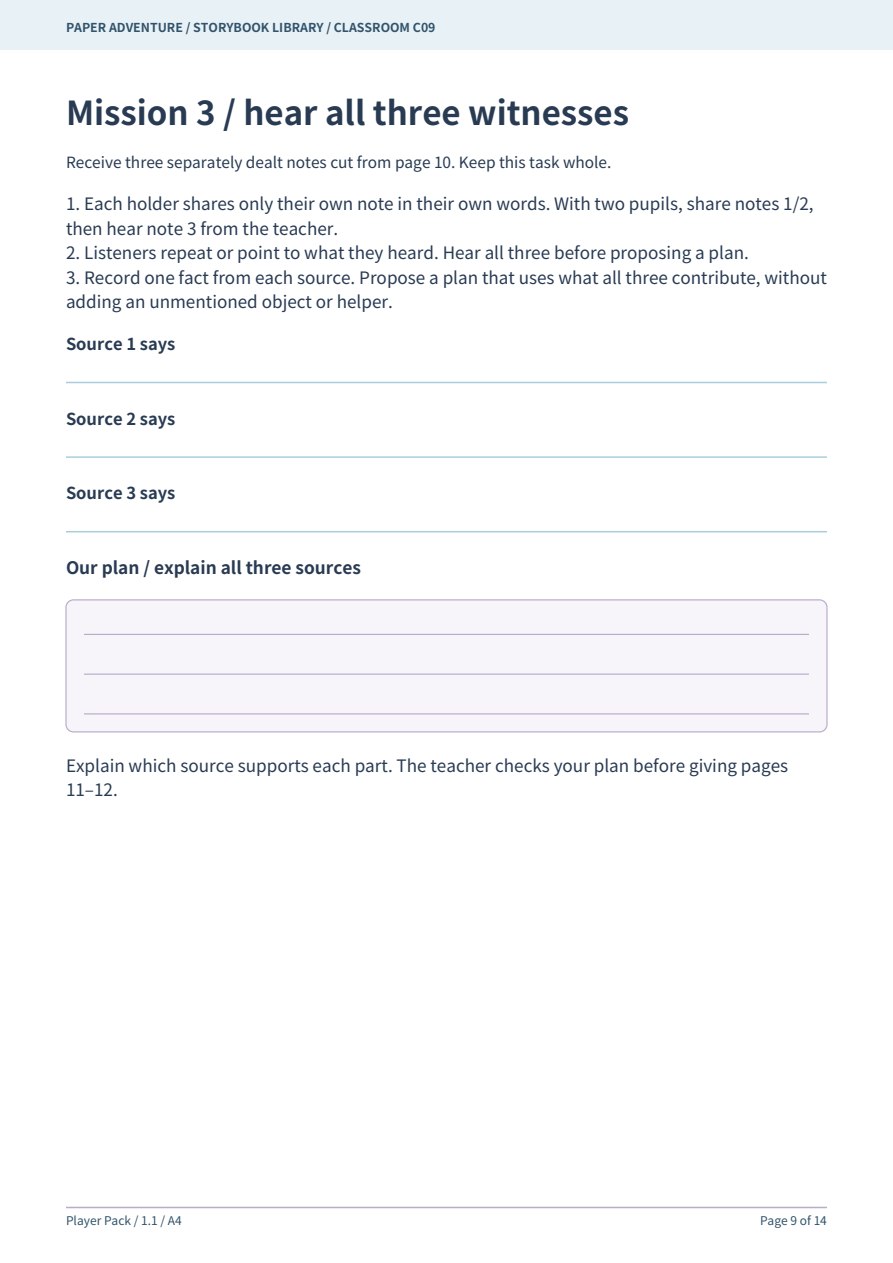 PAPER ADVENTURE / STORYBOOK LIBRARY / CLASSROOM C09
Mission 3 / hear all three witnesses
Receive three separately dealt notes cut from page 10. Keep this task whole.
1. Each holder shares only their own note in their own words. With two pupils, share notes 1/2,
then hear note 3 from the teacher.
2. Listeners repeat or point to what they heard. Hear all three before proposing a plan.
3. Record one fact from each source. Propose a plan that uses what all three contribute, without
adding an unmentioned object or helper.
Source 1 says
Source 2 says
Source 3 says
Our plan / explain all three sources
Explain which source supports each part. The teacher checks your plan before giving pages
11–12.
Player Pack / 1.1 / A4
Page 9 of 14